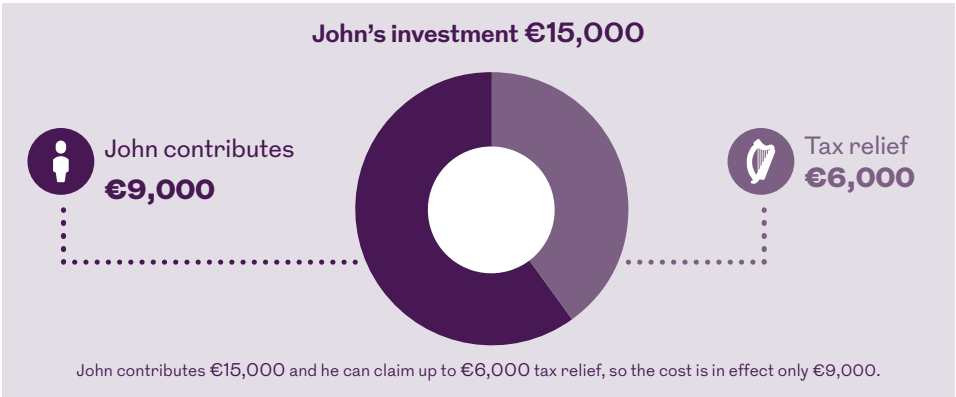 John's investment €15,000
John contributes
€9,000
Tax relief
€6,000
John contributes €15,000 and he can claim up to €6,000 tax relief, so the cost is in effect only €9,000.